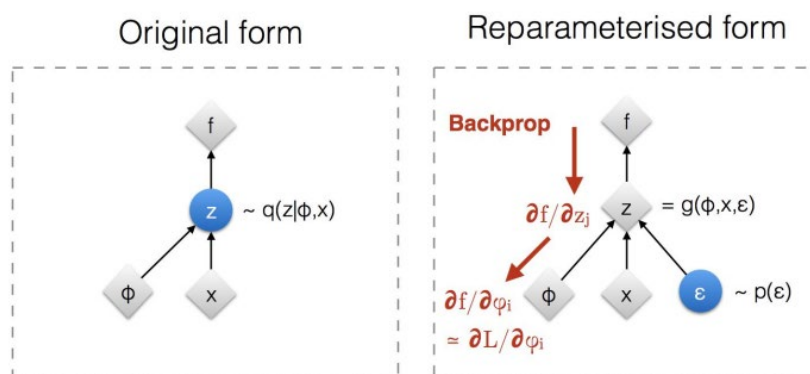 Original form
f
z ~ q(z|ϕ,x)
ϕ x
Reparameterised form
Backprop
f
∂f/∂zⱼ
z = g(ϕ,x,ε)
∂f/∂φᵢ
≃ ∂L/∂φᵢ
ϕ x ε ~ p(ε)